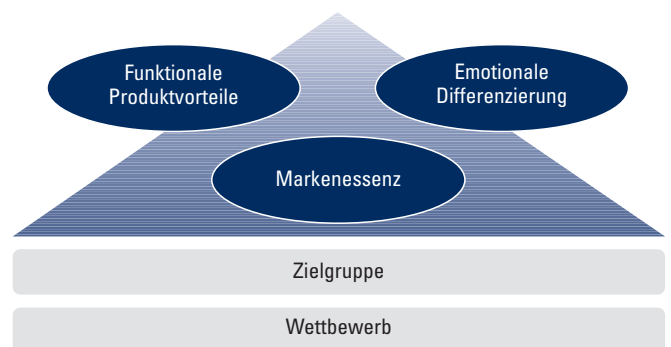 Funktionale
Produktvorteile
Emotionale
Differenzierung
Markenessenz
Zielgruppe
Wettbewerb